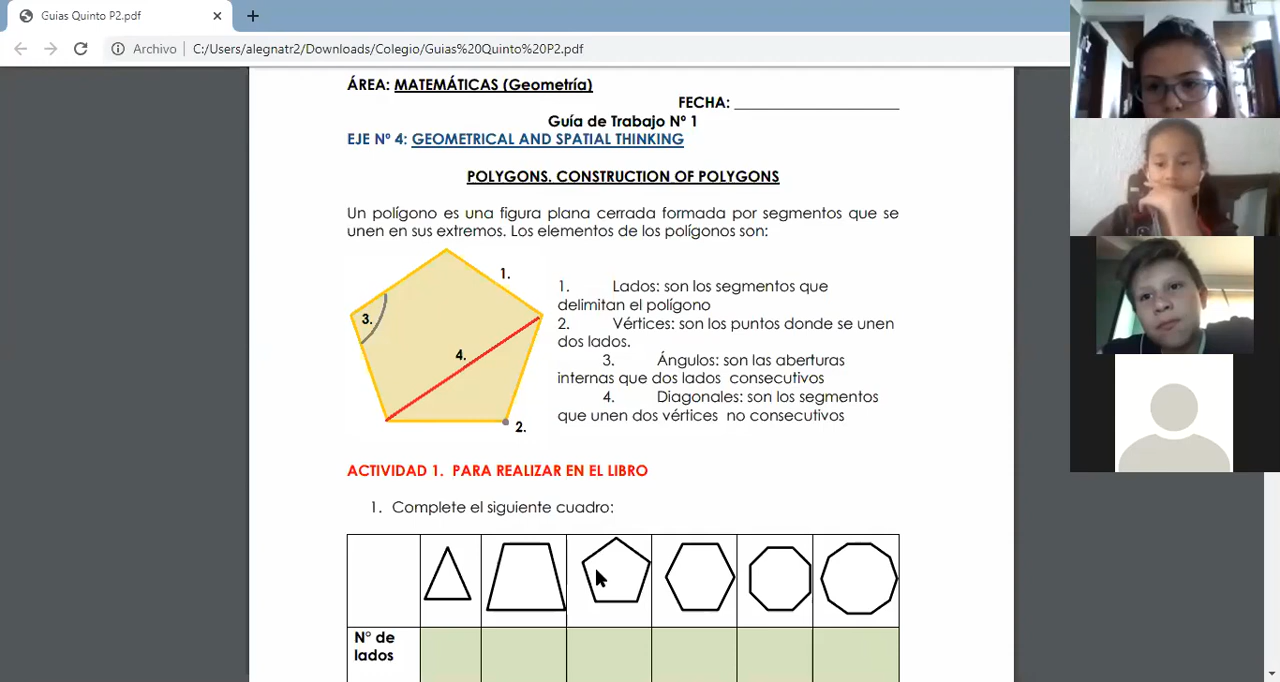 Guias Quinto P2.pdf
Archivo | C:/Users/alegnatr2/Downloads/Colegio/Guias%20Quinto%20P2.pdf
ÁREA: MATEMÁTICAS (Geometría)
FECHA: ____________________
Guía de Trabajo Nº 1
EJE Nº 4: GEOMETRICAL AND SPATIAL THINKING
POLYGONS. CONSTRUCTION OF POLYGONS
Un polígono es una figura plana cerrada formada por segmentos que se
unen en sus extremos. Los elementos de los polígonos son:
1.
3.
4.
2.
1. Lados: son los segmentos que
delimitan el polígono
2. Vértices: son los puntos donde se unen
dos lados.
3. Ángulos: son las aberturas
internas que dos lados consecutivos
4. Diagonales: son los segmentos
que unen dos vértices no consecutivos
ACTIVIDAD 1. PARA REALIZAR EN EL LIBRO
1. Complete el siguiente cuadro:
N° de
lados